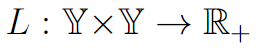 L : 𝕐×𝕐 → ℝ₊